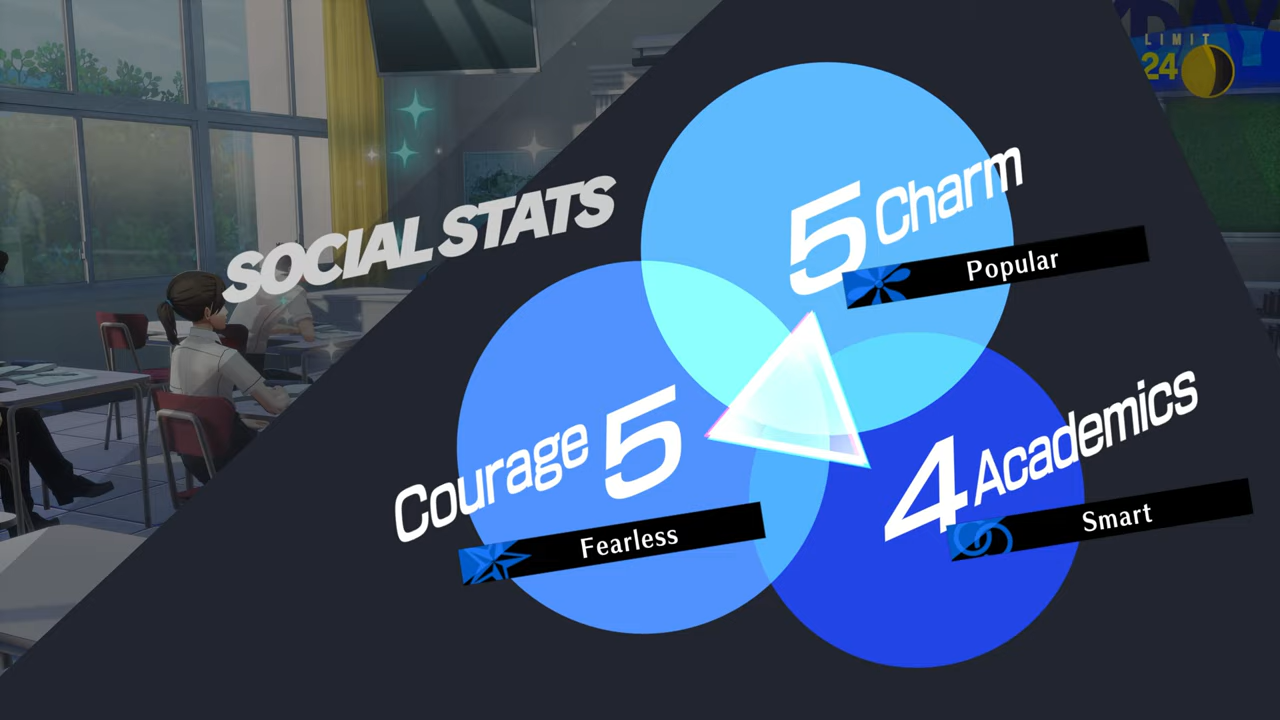 LIMIT
24
SOCIAL STATS
5 Charm
Popular
Courage 5
Fearless
4 Academics
Smart